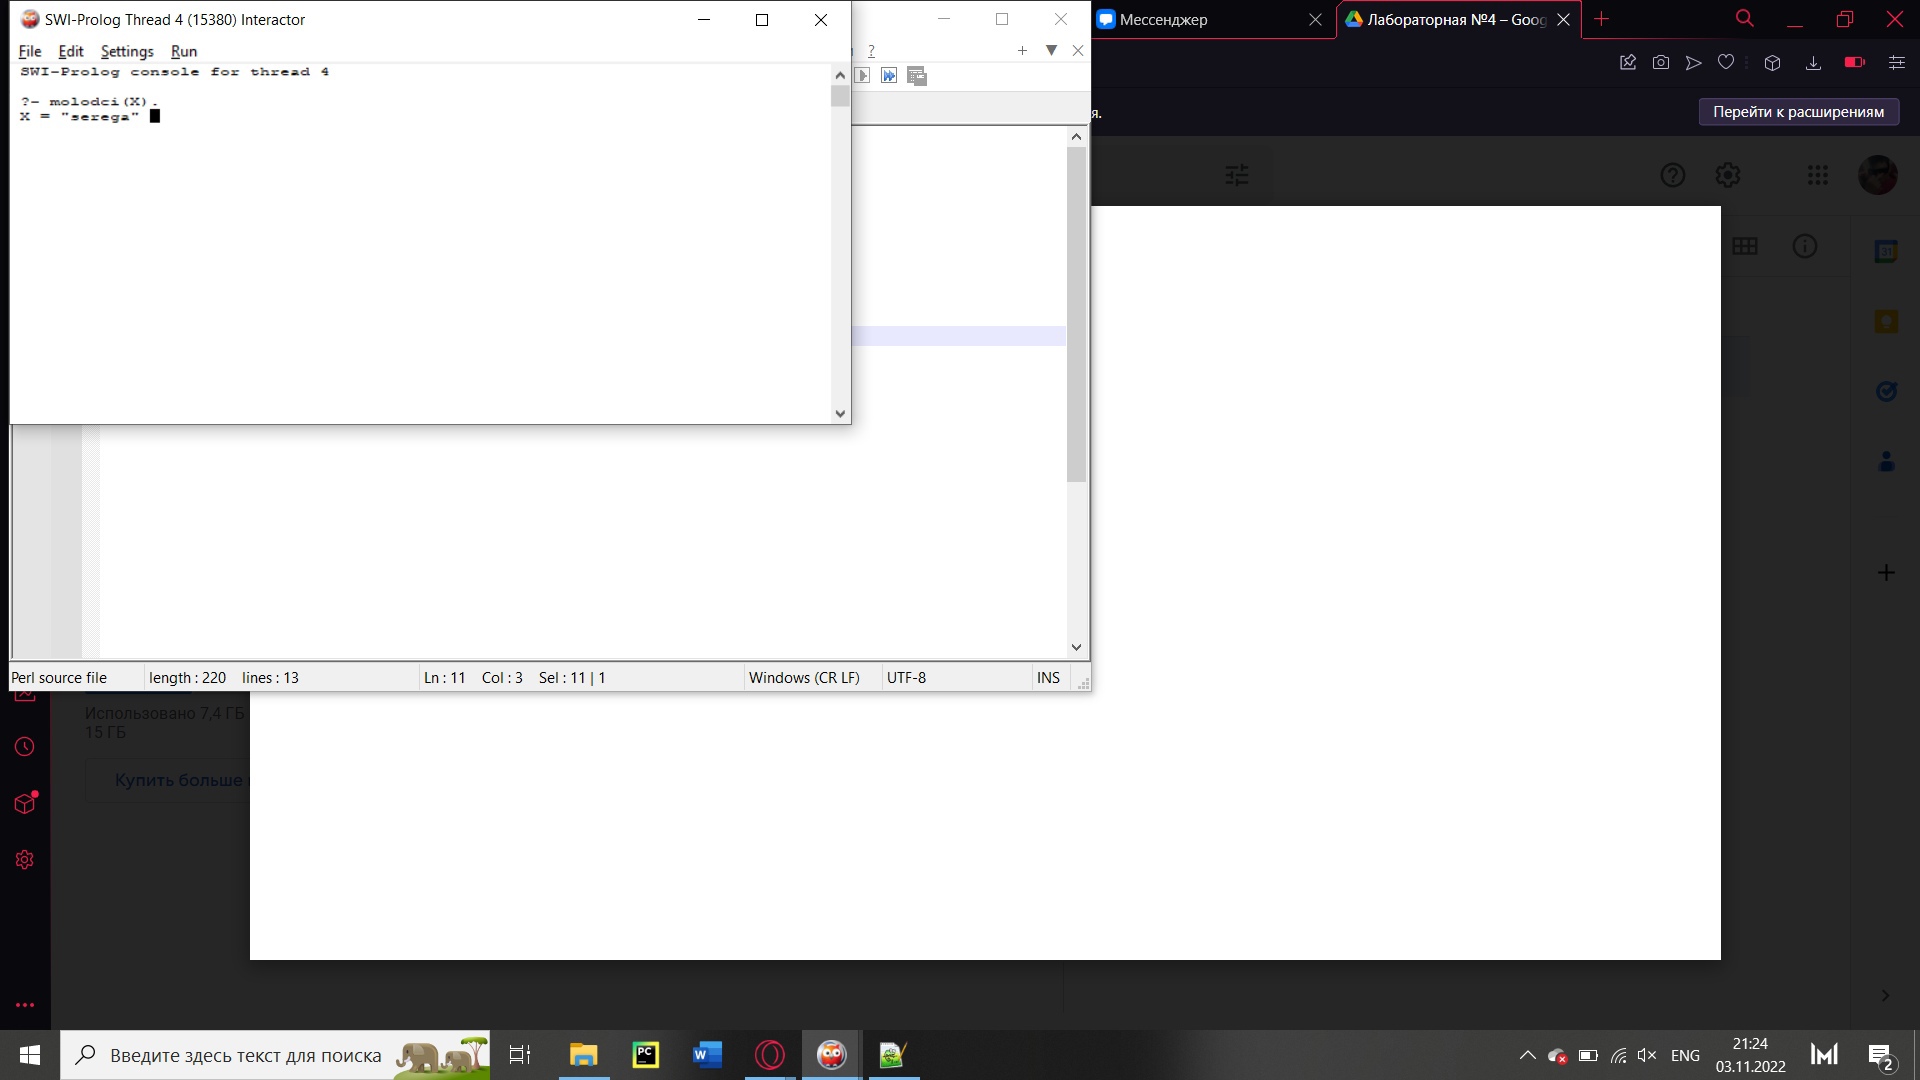 SWI-Prolog Thread 4 (15380) Interactor
File Edit Settings Run
SWI-Prolog console for thread 4
?- molodci(X).
X = "serega"
?
Мессенджер
Лабораторная №4 – Goog
я.
Перейти к расширениям
31
Perl source file length : 220 lines : 13 Ln : 11 Col : 3 Sel : 11 | 1 Windows (CR LF) UTF-8 INS
Использовано 7,4 ГБ
15 ГБ
Купить больше
Введите здесь текст для поиска
PC
W
ENG
21:24
03.11.2022
2